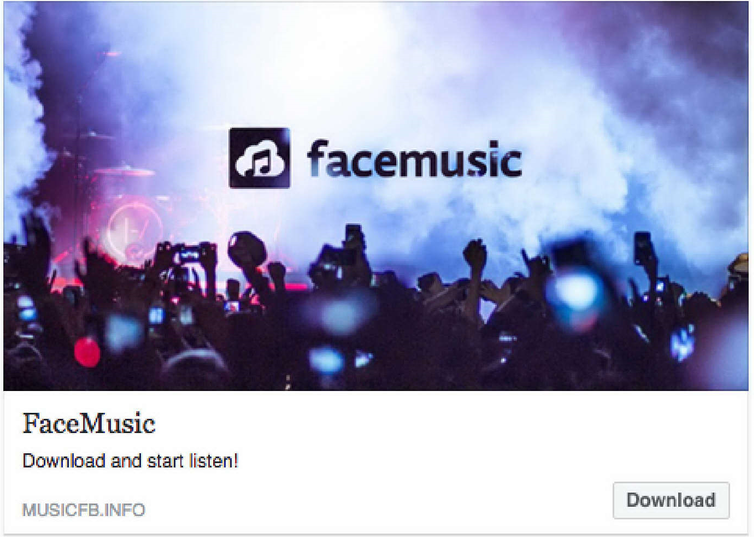 facemusic
FaceMusic
Download and start listen!
MUSICFB.INFO
Download